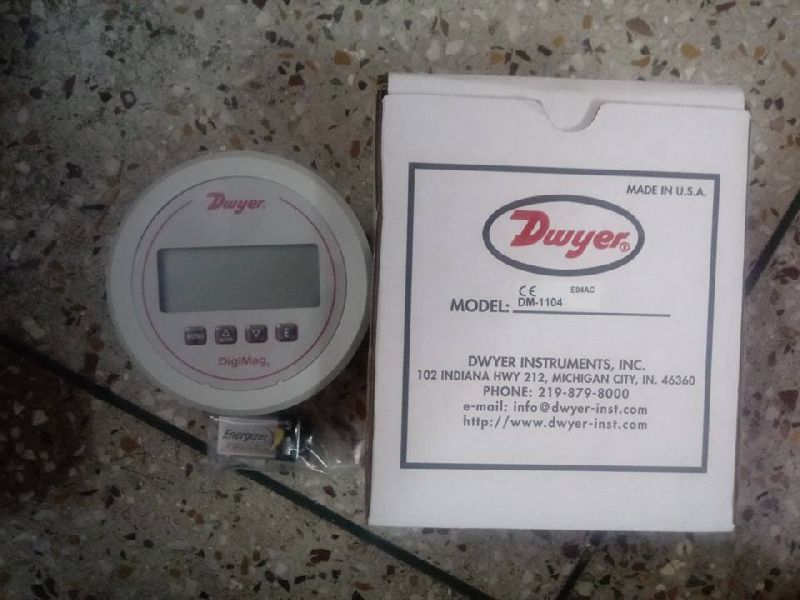 Dwyer®
MENU
E
DigiMag®
Energizer
MADE IN U.S.A.
Dwyer®
CE E04AC
MODEL: DM-1104
DWYER INSTRUMENTS, INC.
102 INDIANA HWY 212, MICHIGAN CITY, IN. 46360
PHONE: 219-879-8000
e-mail: info@dwyer-inst.com
http://www.dwyer-inst.com